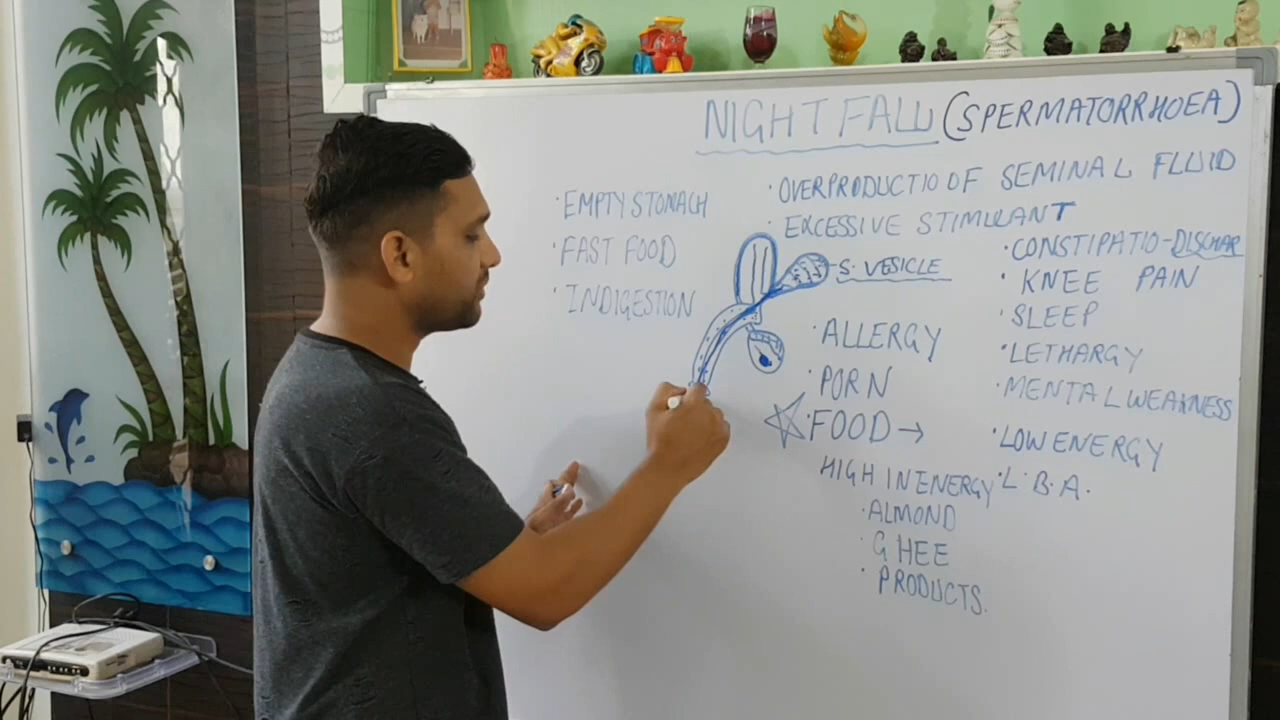 NIGHT FALL (SPERMATORRHOEA)
· OVERPRODUCTIO OF SEMINAL FLUID
· EXCESSIVE STIMULANT
· EMPTY STOMACH
· FAST FOOD
· INDIGESTION
S. VESICLE
· ALLERGY
· PORN
· FOOD →
HIGH IN ENERGY
· ALMOND
· GHEE
· PRODUCTS.
· CONSTIPATIO-DISCHAR
· KNEE PAIN
· SLEEP
· LETHARGY
· MENTAL WEAKNESS
· LOW ENERGY
· L.B.A.